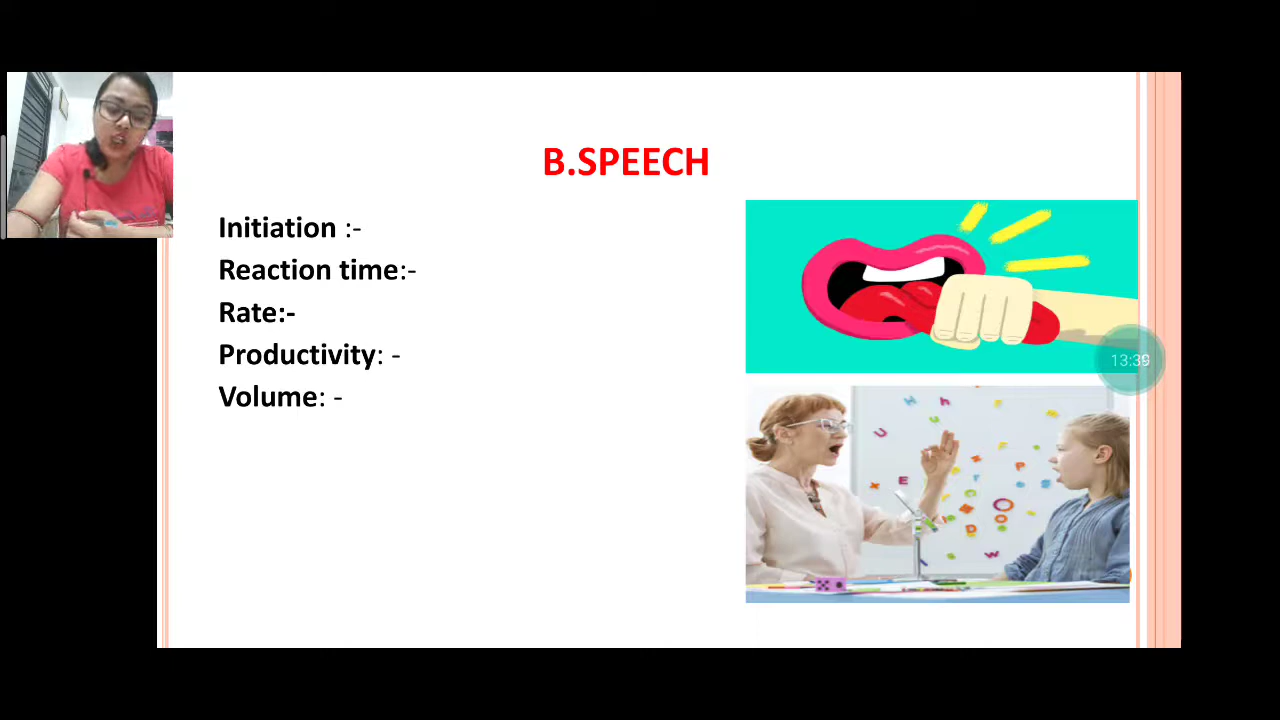 B.SPEECH
Initiation :-
Reaction time:-
Rate:-
Productivity: -
Volume: -
13:39